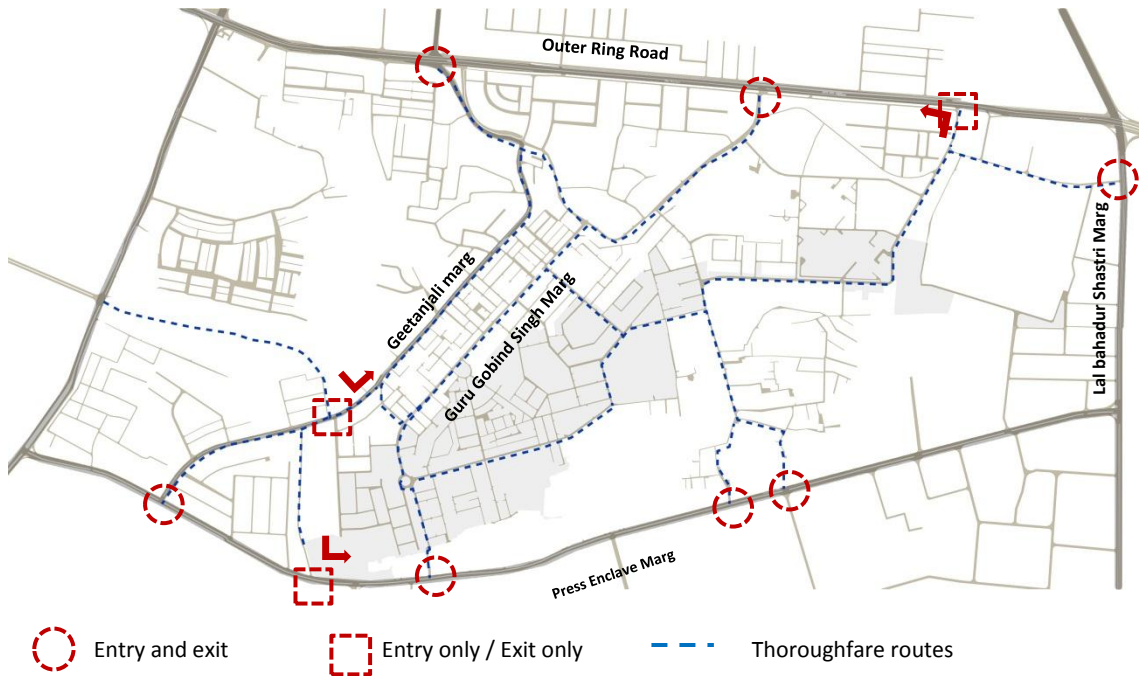 Outer Ring Road
Geetanjali marg
Guru Gobind Singh Marg
Lal bahadur Shastri Marg
Press Enclave Marg
Entry and exit
Entry only / Exit only
Thoroughfare routes